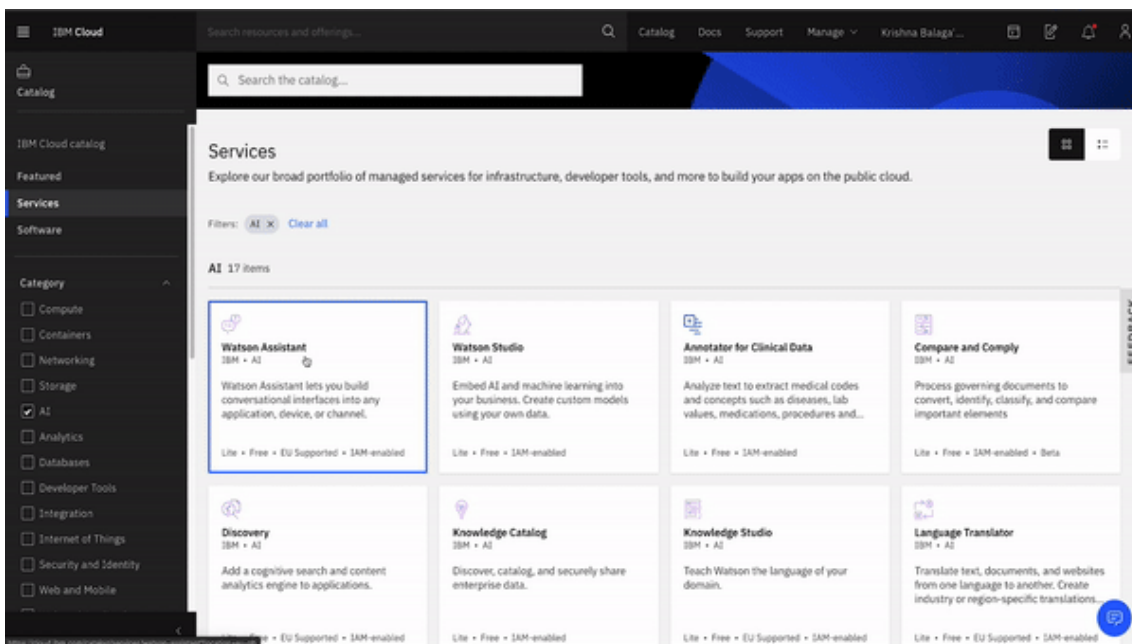 IBM Cloud
Search resources and offerings...
Catalog
Docs
Support
Manage
Krishna Balaga'...
Catalog
Search the catalog...
IBM Cloud catalog
Featured
Services
Software
Category
Compute
Containers
Networking
Storage
AI
Analytics
Databases
Developer Tools
Integration
Internet of Things
Security and Identity
Web and Mobile
Services
Explore our broad portfolio of managed services for infrastructure, developer tools, and more to build your apps on the public cloud.
Filters: AI × Clear all
AI 17 items
Watson Assistant
IBM • AI
Watson Assistant lets you build
conversational interfaces into any
application, device, or channel.
Lite • Free • EU Supported • IAM-enabled
Watson Studio
IBM • AI
Embed AI and machine learning into
your business. Create custom models
using your own data.
Lite • Free • IAM-enabled
Annotator for Clinical Data
IBM • AI
Analyze text to extract medical codes
and concepts such as diseases, lab
values, medications, procedures and...
Lite • Free • IAM-enabled
Compare and Comply
IBM • AI
Process governing documents to
convert, identify, classify, and compare
important elements
Lite • Free • IAM-enabled • Beta
Discovery
IBM • AI
Add a cognitive search and content
analytics engine to applications.
Lite • Free • EU Supported • IAM-enabled
Knowledge Catalog
IBM • AI
Discover, catalog, and securely share
enterprise data.
Lite • Free • IAM-enabled
Knowledge Studio
IBM • AI
Teach Watson the language of your
domain.
Lite • Free • EU Supported • IAM-enabled
Language Translator
IBM • AI
Translate text, documents, and websites
from one language to another. Create
industry or region-specific translations...
Lite • Free • EU Supported • IAM-enabled
FEEDBACK